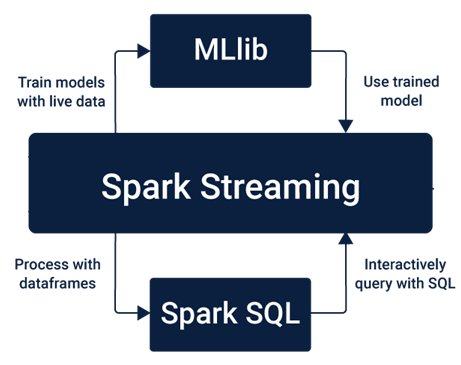 MLlib
Train models
with live data
Use trained
model
Spark Streaming
Process with
dataframes
Interactively
query with SQL
Spark SQL